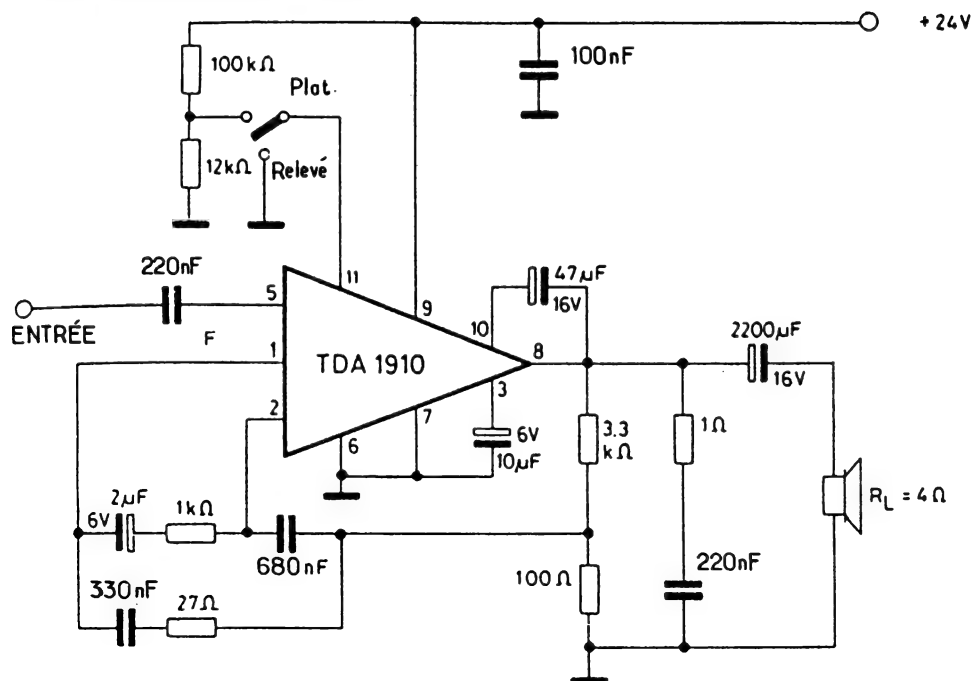 + 24V
100kΩ
100nF
Plat.
12kΩ
Relevé
220nF
11
47µF
16V
5
9
10
ENTRÉE
F
2200µF
1
TDA 1910
8
16V
3
2
7
6V
3.3
kΩ
1Ω
6
10µF
2µF
6V
1kΩ
RL = 4Ω
680nF
100Ω
220nF
330nF
27Ω